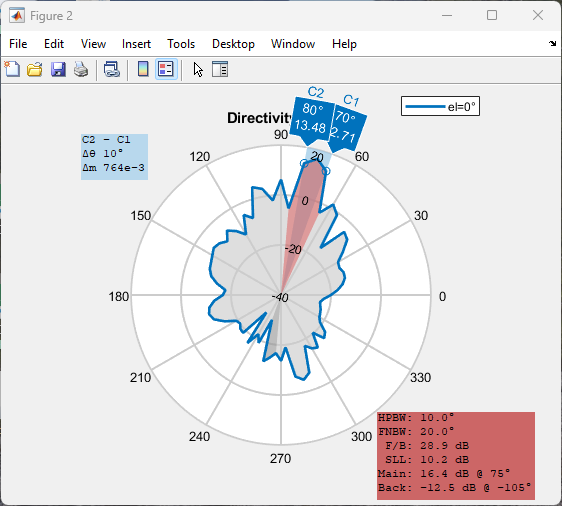 Figure 2
File Edit View Insert Tools Desktop Window Help
C2 C1
80° 70°
13.48 2.71
Directivity
el=0°
C2 - C1
Δθ 10°
Δm 764e-3
90
120
60
20
0
-20
-40
150
30
180
0
210
330
240
300
270
HPBW: 10.0°
FNBW: 20.0°
F/B: 28.9 dB
SLL: 10.2 dB
Main: 16.4 dB @ 75°
Back: -12.5 dB @ -105°